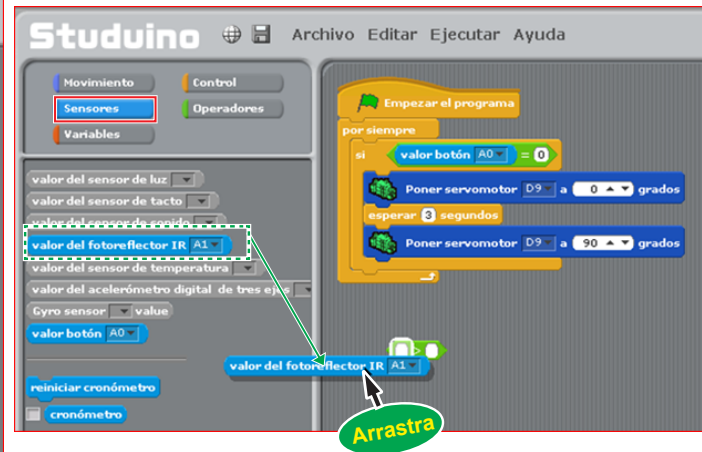 Studuino Archivo Editar Ejecutar Ayuda
Movimiento Control
Sensores Operadores
Variables
valor del sensor de luz
valor del sensor de tacto
valor del sensor de sonido
valor del fotoreflector IR A1
valor del sensor de temperatura
valor del acelerómetro digital de tres ejes
Gyro sensor value
valor botón A0
reiniciar cronómetro
cronómetro
Empezar el programa
por siempre
si valor botón A0 = 0
Poner servomotor D9 a 0 grados
esperar 3 segundos
Poner servomotor D9 a 90 grados
>
valor del fotoreflector IR A1
Arrastra